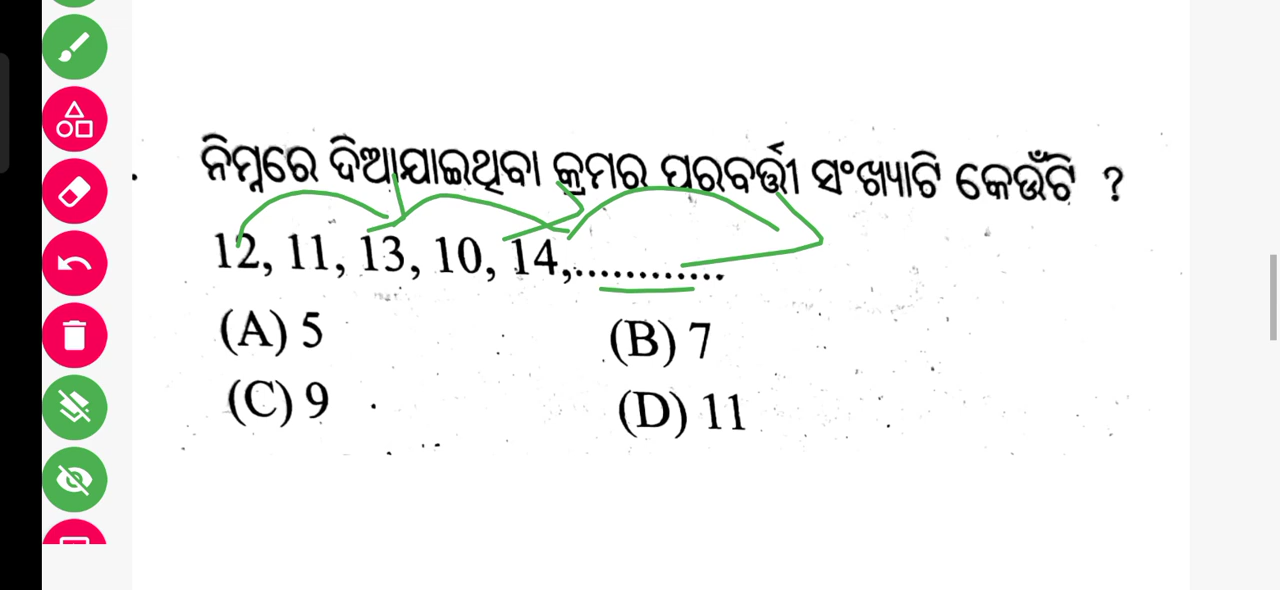 ନିମ୍ନରେ ଦିଆଯାଇଥିବା କ୍ରମର ପରବର୍ତ୍ତୀ ସଂଖ୍ୟାଟି କେଉଁଟି ?
12, 11, 13, 10, 14,............
(A) 5 (B) 7
(C) 9 (D) 11